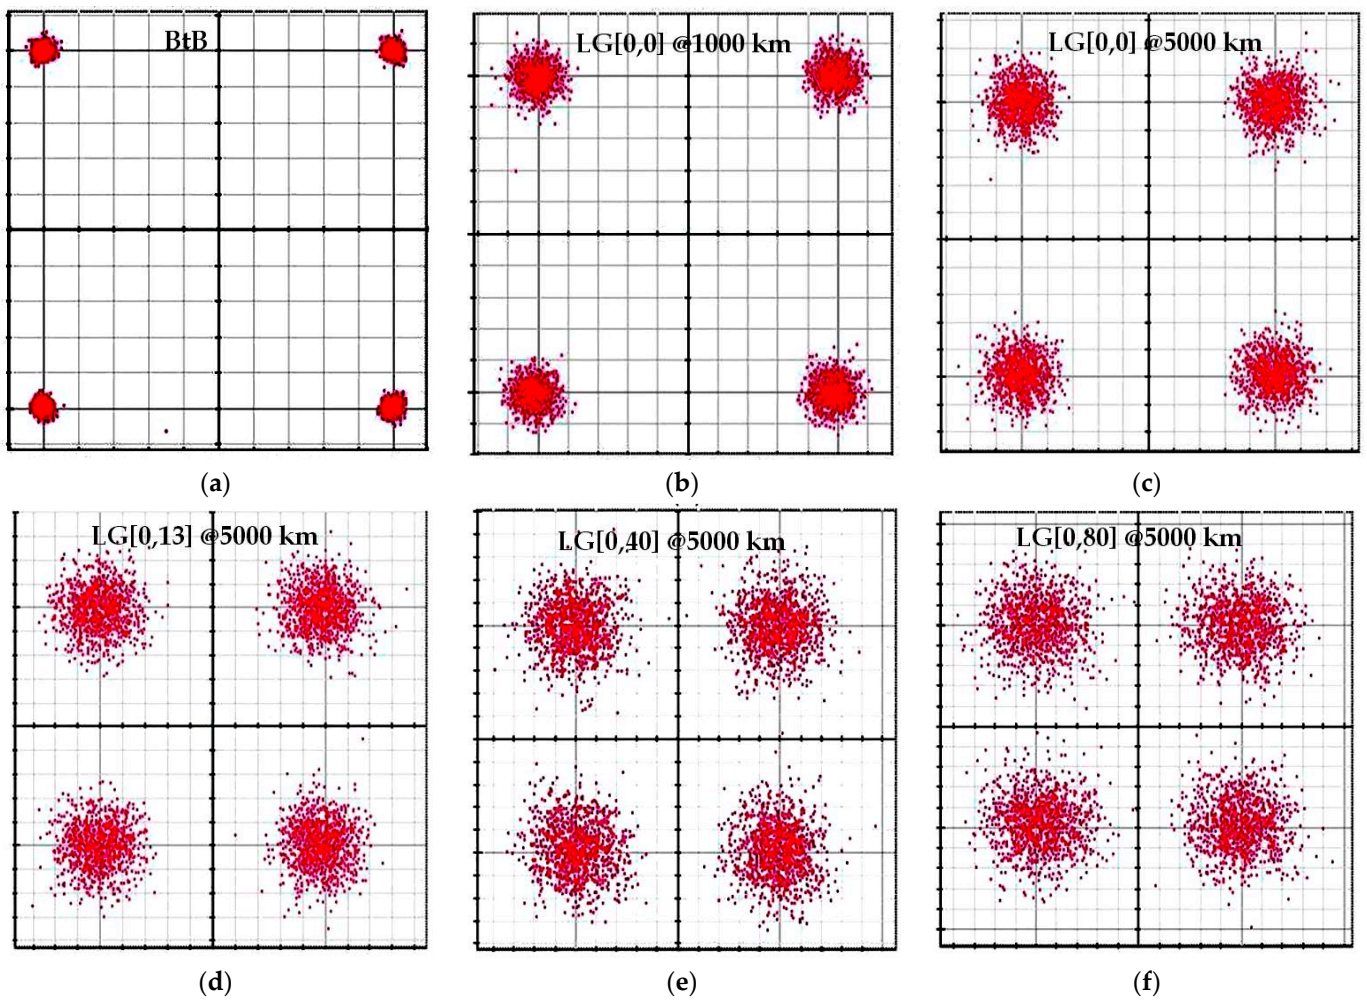 BtB
LG[0,0] @1000 km
LG[0,0] @5000 km
(a)
(b)
(c)
LG[0,13] @5000 km
LG[0,40] @5000 km
LG[0,80] @5000 km
(d)
(e)
(f)